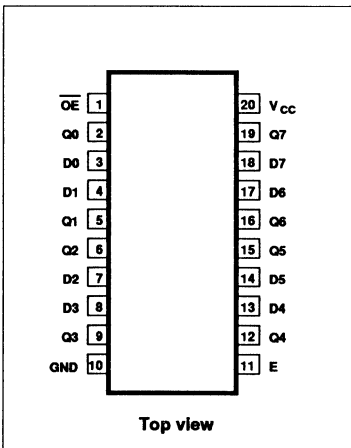 O̅E̅ 1 20 VCC
Q0 2 19 Q7
D0 3 18 D7
D1 4 17 D6
Q1 5 16 Q6
Q2 6 15 Q5
D2 7 14 D5
D3 8 13 D4
Q3 9 12 Q4
GND 10 11 E
Top view